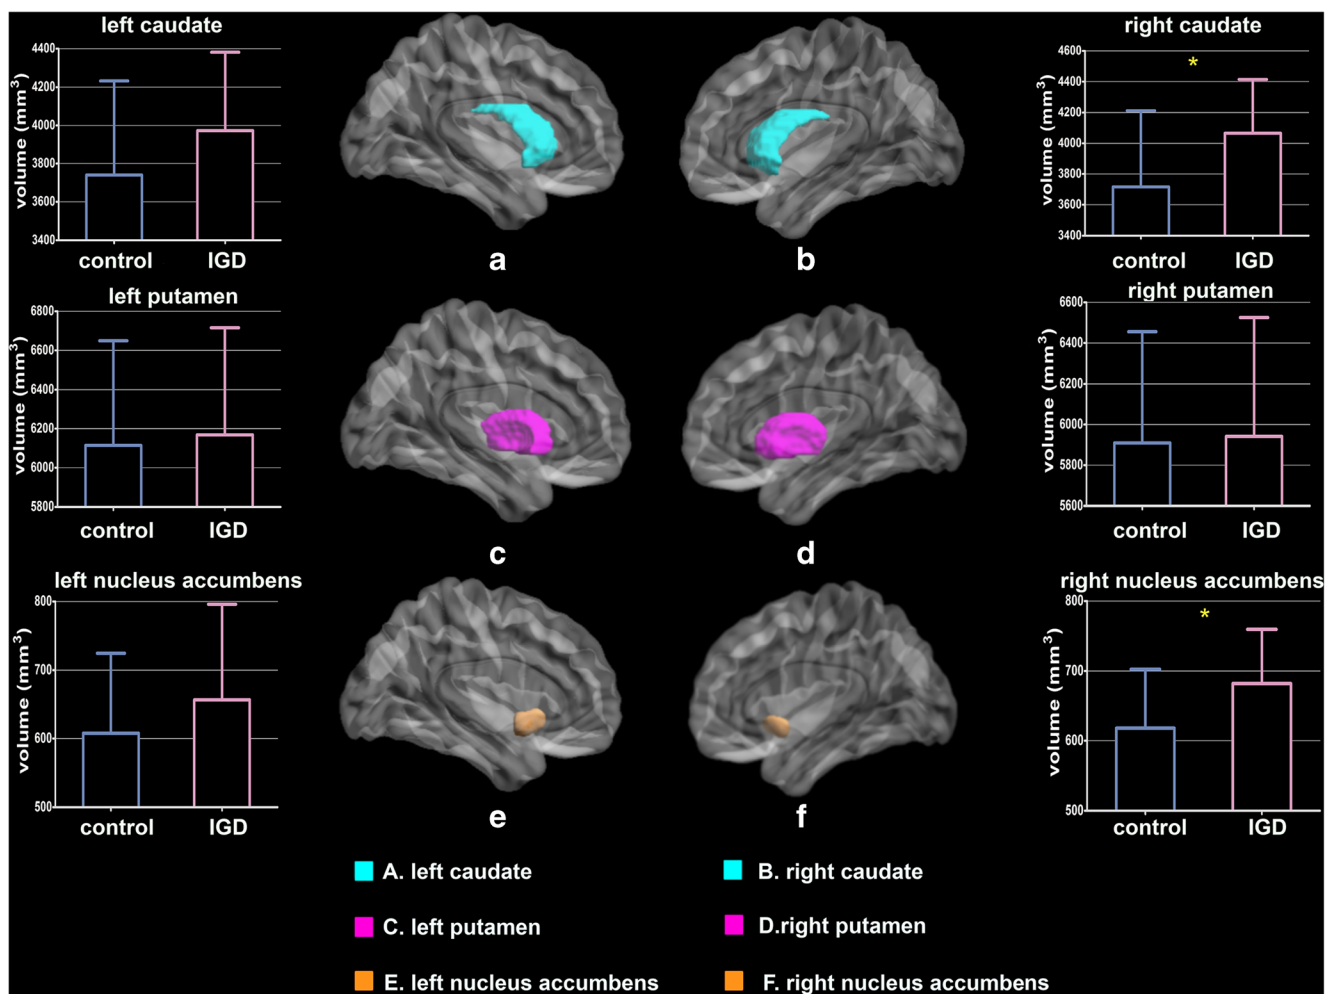 left caudate
volume (mm3)
4400
4200
4000
3800
3600
3400
control IGD
a
b
right caudate
*
volume (mm3)
4600
4400
4200
4000
3800
3600
3400
control IGD
left putamen
volume (mm3)
6800
6600
6400
6200
6000
5800
control IGD
c
d
right putamen
volume (mm3)
6600
6400
6200
6000
5800
5600
control IGD
left nucleus accumbens
volume (mm3)
800
700
600
500
control IGD
e
f
right nucleus accumbens
*
volume (mm3)
800
700
600
500
control IGD
A. left caudate
B. right caudate
C. left putamen
D.right putamen
E. left nucleus accumbens
F. right nucleus accumbens